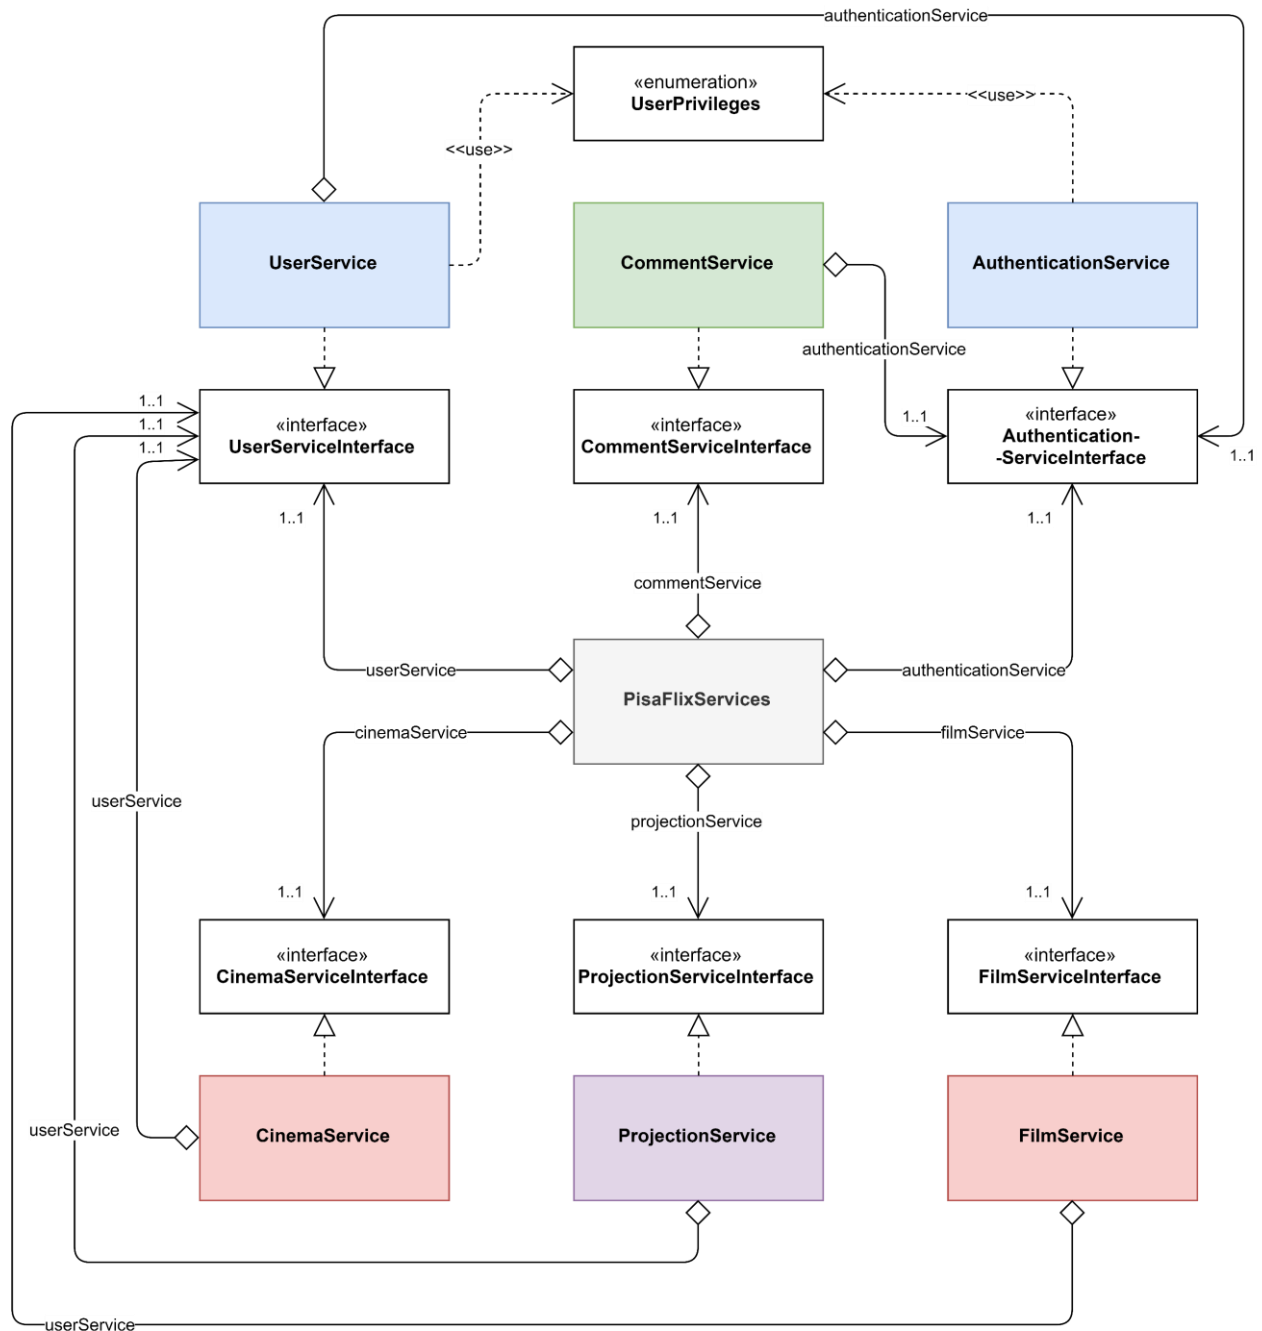 authenticationService
«enumeration»
UserPrivileges
<<use>>
<<use>>
UserService
CommentService
AuthenticationService
authenticationService
1..1
1..1
1..1
«interface»
UserServiceInterface
«interface»
CommentServiceInterface
1..1
«interface»
Authentication-
-ServiceInterface
1..1
1..1
1..1
1..1
commentService
userService
authenticationService
PisaFlixServices
cinemaService
filmService
userService
projectionService
1..1
1..1
1..1
«interface»
CinemaServiceInterface
«interface»
ProjectionServiceInterface
«interface»
FilmServiceInterface
userService
CinemaService
ProjectionService
FilmService
userService